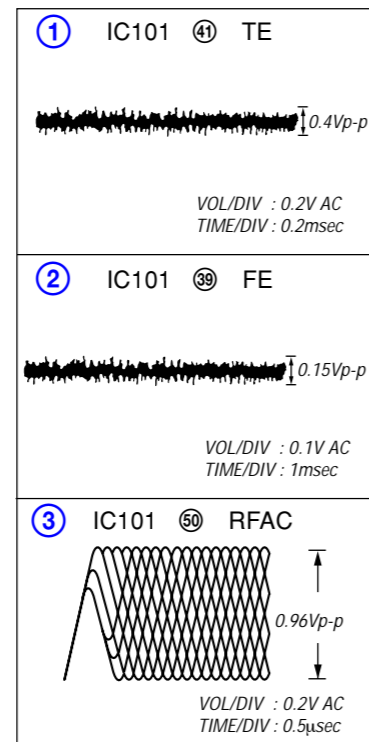 ① IC101 ㊶ TE
0.4Vp-p
VOL/DIV : 0.2V AC
TIME/DIV : 0.2msec
② IC101 ㊴ FE
0.15Vp-p
VOL/DIV : 0.1V AC
TIME/DIV : 1msec
③ IC101 ㊿ RFAC
0.96Vp-p
VOL/DIV : 0.2V AC
TIME/DIV : 0.5µsec